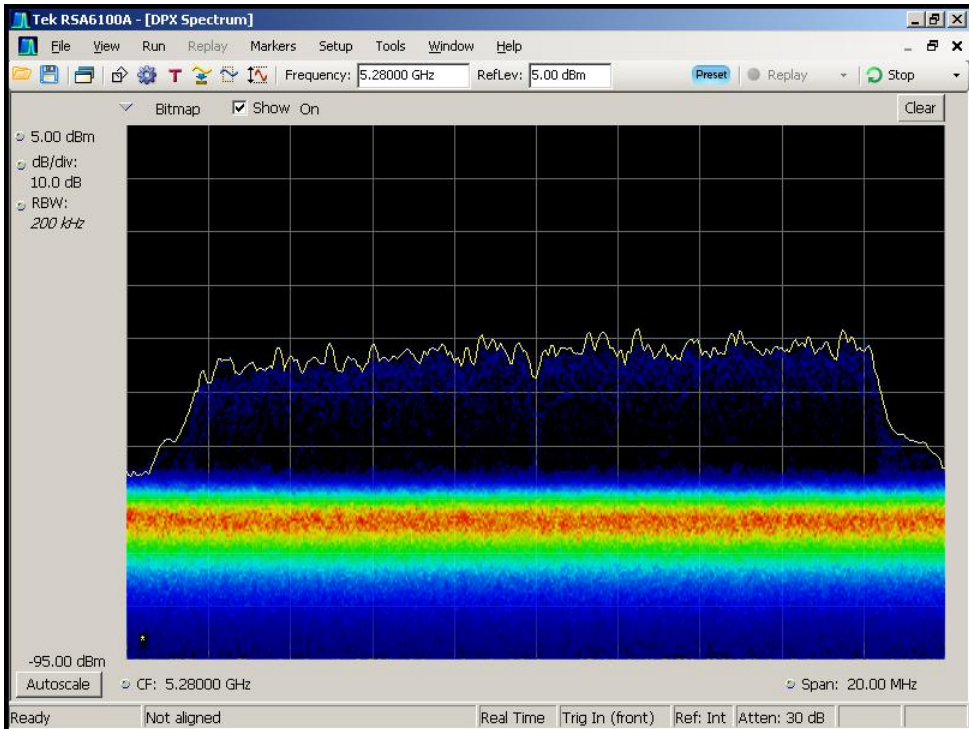 Tek RSA6100A - [DPX Spectrum]
File View Run Replay Markers Setup Tools Window Help
T Frequency: 5.28000 GHz RefLev: 5.00 dBm Preset Replay Stop
Bitmap Show On Clear
5.00 dBm
dB/div:
10.0 dB
RBW:
200 kHz
-95.00 dBm
Autoscale CF: 5.28000 GHz Span: 20.00 MHz
Ready Not aligned Real Time Trig In (front) Ref: Int Atten: 30 dB